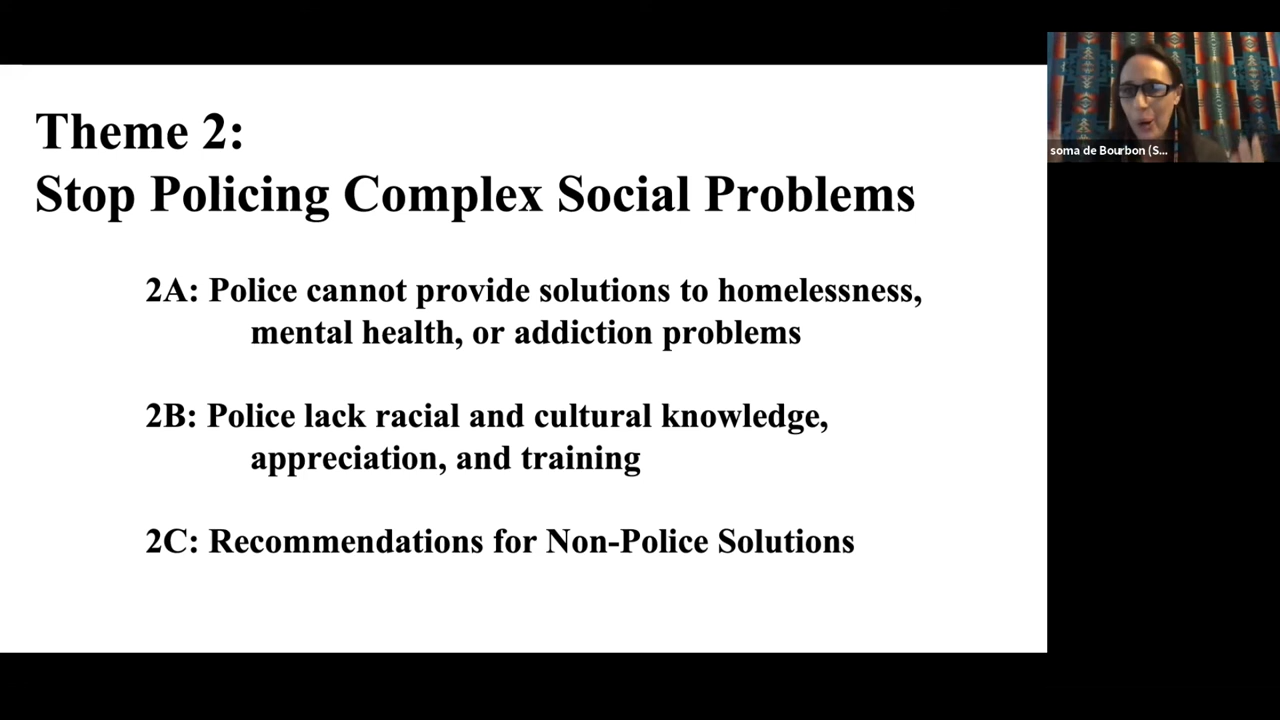 Theme 2:
Stop Policing Complex Social Problems
2A: Police cannot provide solutions to homelessness,
mental health, or addiction problems
2B: Police lack racial and cultural knowledge,
appreciation, and training
2C: Recommendations for Non-Police Solutions
soma de Bourbon (S...